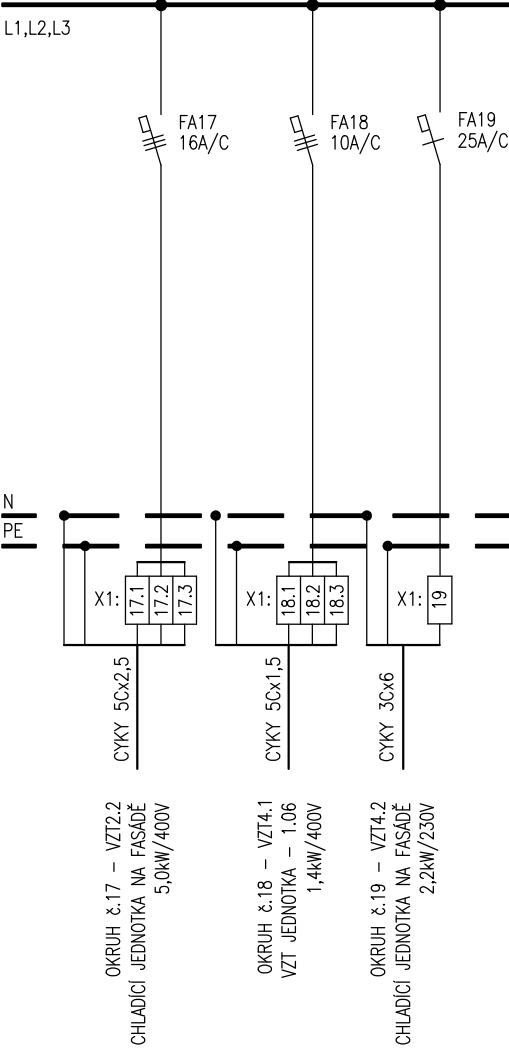 L1,L2,L3
FA17
16A/C
FA18
10A/C
FA19
25A/C
N
PE
X1:
17.1
17.2
17.3
X1:
18.1
18.2
18.3
X1:
19
CYKY 5Cx2,5
CYKY 5Cx1,5
CYKY 3Cx6
OKRUH č.17 – VZT2.2
CHLADÍCÍ JEDNOTKA NA FASÁDĚ
5,0kW/400V
OKRUH č.18 – VZT4.1
VZT JEDNOTKA – 1.06
1,4kW/400V
OKRUH č.19 – VZT4.2
CHLADÍCÍ JEDNOTKA NA FASÁDĚ
2,2kW/230V